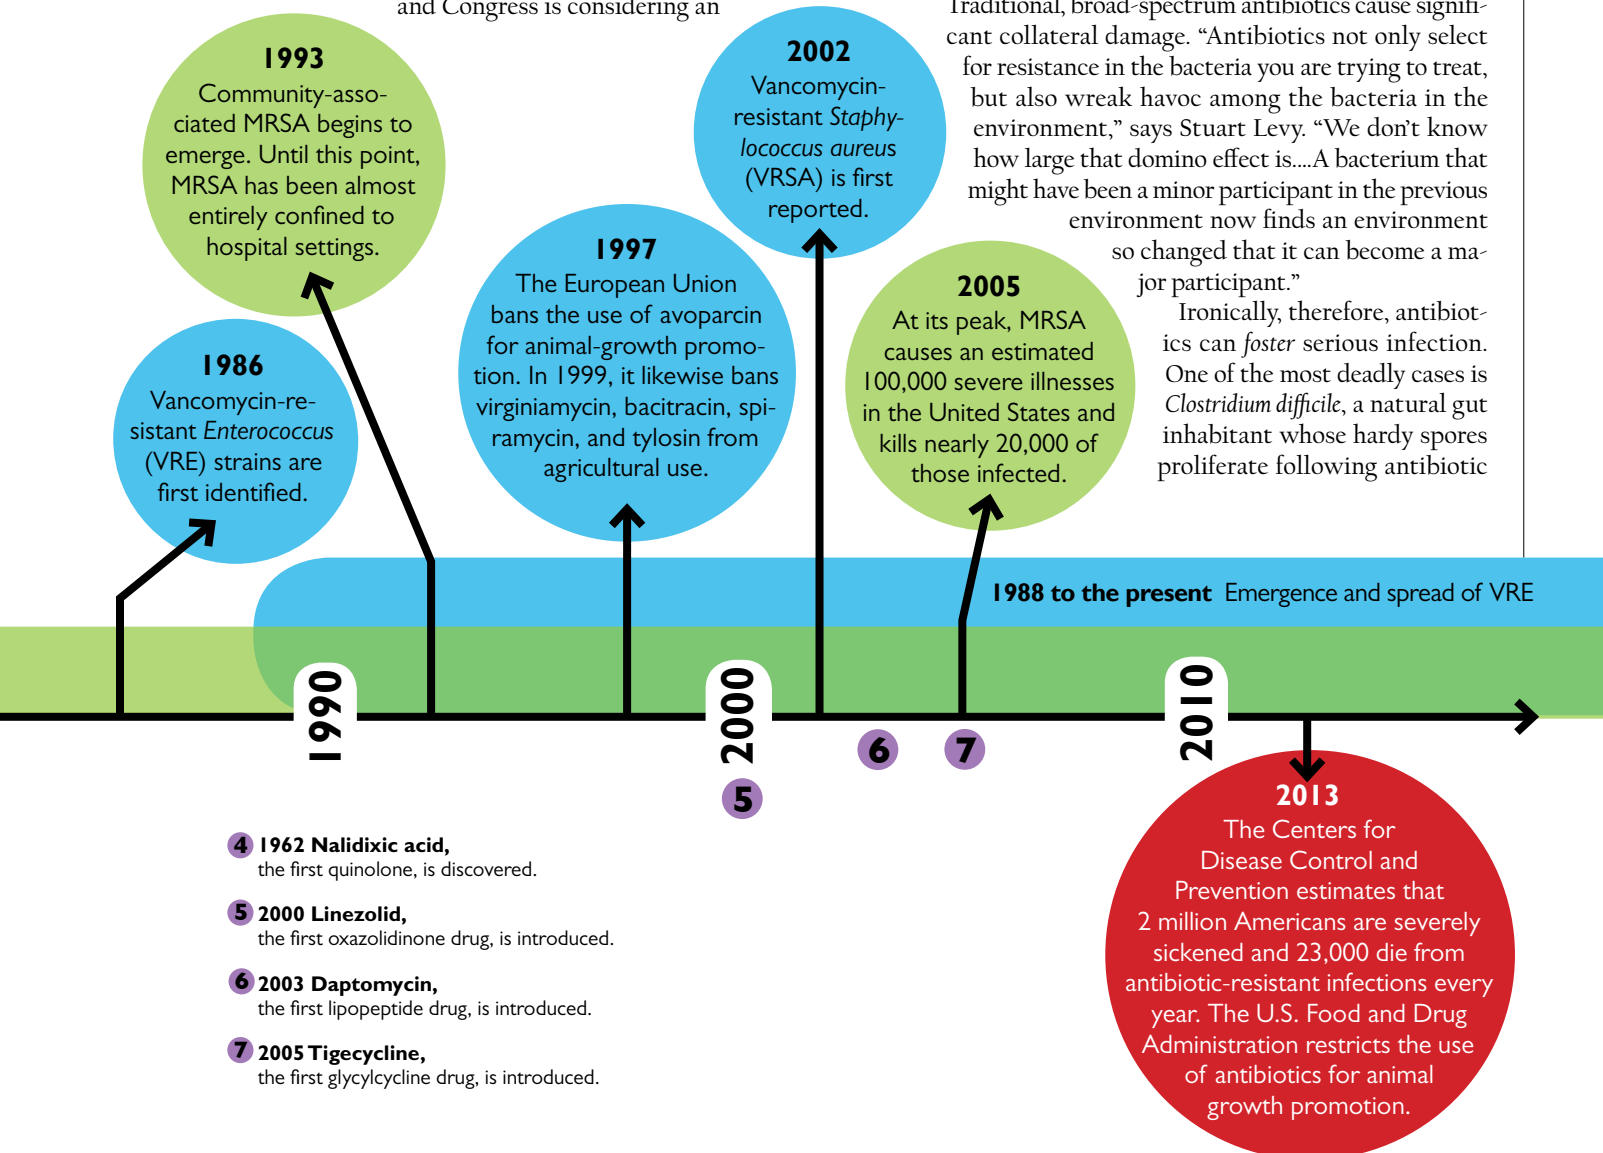 and Congress is considering an
Traditional, broad-spectrum antibiotics cause signifi-
cant collateral damage. “Antibiotics not only select
for resistance in the bacteria you are trying to treat,
but also wreak havoc among the bacteria in the
environment,” says Stuart Levy. “We don’t know
how large that domino effect is....A bacterium that
might have been a minor participant in the previous
environment now finds an environment
so changed that it can become a ma-
jor participant.”
Ironically, therefore, antibiot-
ics can foster serious infection.
One of the most deadly cases is
Clostridium difficile, a natural gut
inhabitant whose hardy spores
proliferate following antibiotic
1993
Community-asso-
ciated MRSA begins to
emerge. Until this point,
MRSA has been almost
entirely confined to
hospital settings.
2002
Vancomycin-
resistant Staphy-
lococcus aureus
(VRSA) is first
reported.
1997
The European Union
bans the use of avoparcin
for animal-growth promo-
tion. In 1999, it likewise bans
virginiamycin, bacitracin, spi-
ramycin, and tylosin from
agricultural use.
2005
At its peak, MRSA
causes an estimated
100,000 severe illnesses
in the United States and
kills nearly 20,000 of
those infected.
1986
Vancomycin-re-
sistant Enterococcus
(VRE) strains are
first identified.
1988 to the present Emergence and spread of VRE
1990
2000
2010
5
6
7
4 1962 Nalidixic acid,
the first quinolone, is discovered.
5 2000 Linezolid,
the first oxazolidinone drug, is introduced.
6 2003 Daptomycin,
the first lipopeptide drug, is introduced.
7 2005 Tigecycline,
the first glycylcycline drug, is introduced.
2013
The Centers for
Disease Control and
Prevention estimates that
2 million Americans are severely
sickened and 23,000 die from
antibiotic-resistant infections every
year. The U.S. Food and Drug
Administration restricts the use
of antibiotics for animal
growth promotion.